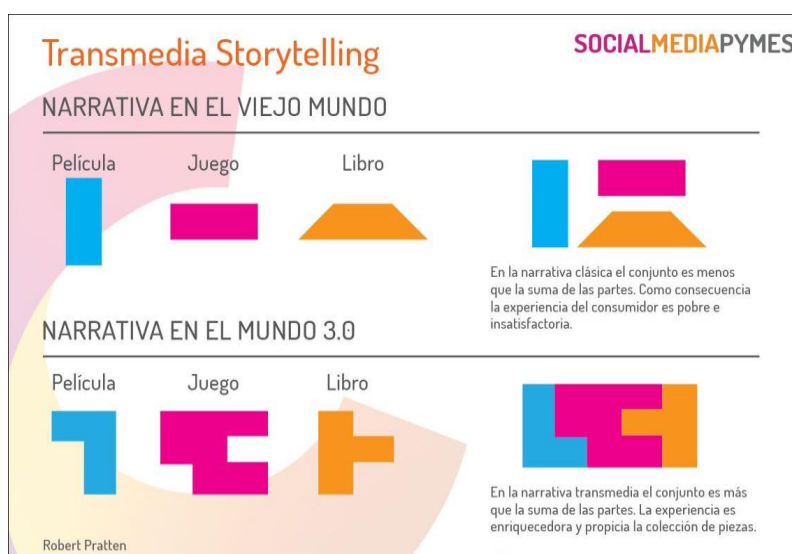 Transmedia Storytelling
SOCIALMEDIAPYMES
NARRATIVA EN EL VIEJO MUNDO
Película Juego Libro
En la narrativa clásica el conjunto es menos
que la suma de las partes. Como consecuencia
la experiencia del consumidor es pobre e
insatisfactoria.
NARRATIVA EN EL MUNDO 3.0
Película Juego Libro
En la narrativa transmedia el conjunto es más
que la suma de las partes. La experiencia es
enriquecedora y propicia la colección de piezas.
Robert Pratten